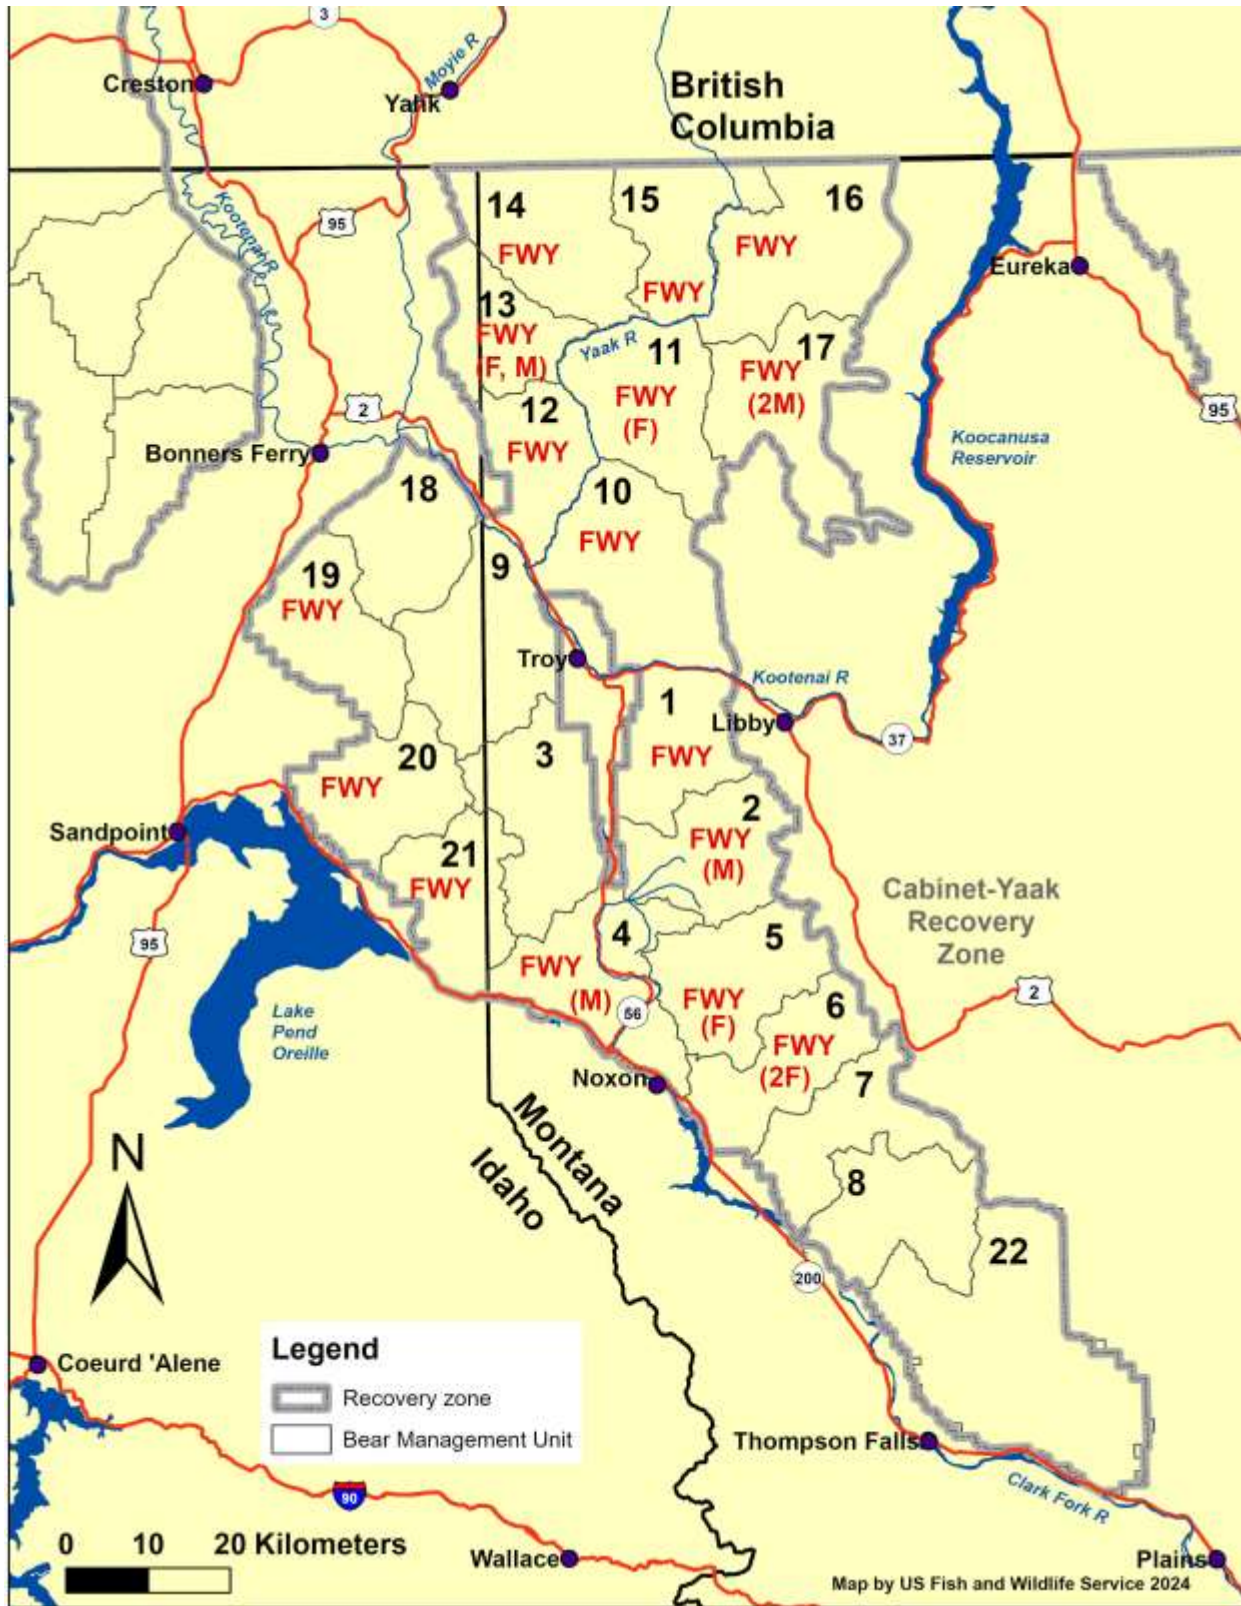 3
Creston
Yahk
Moyie R
British
Columbia
Kootenai R
95
14
15
16
FWY
FWY
FWY
Eureka
13
FWY
(F, M)
Yaak R
11
FWY
(F)
17
FWY
(2M)
2
12
FWY
95
Bonners Ferry
Koocanusa
Reservoir
18
10
FWY
19
FWY
9
Troy
Kootenai R
1
FWY
Libby
37
20
FWY
3
2
FWY
(M)
Sandpoint
21
FWY
Cabinet-Yaak
Recovery
Zone
95
4
FWY
(M)
5
FWY
(F)
6
FWY
(2F)
2
56
Lake
Pend
Oreille
Noxon
7
N
Montana
Idaho
8
22
200
Legend
Recovery zone
Bear Management Unit
Coeurd 'Alene
Thompson Falls
Clark Fork R
90
0 10 20 Kilometers
Wallace
Plains
Map by US Fish and Wildlife Service 2024